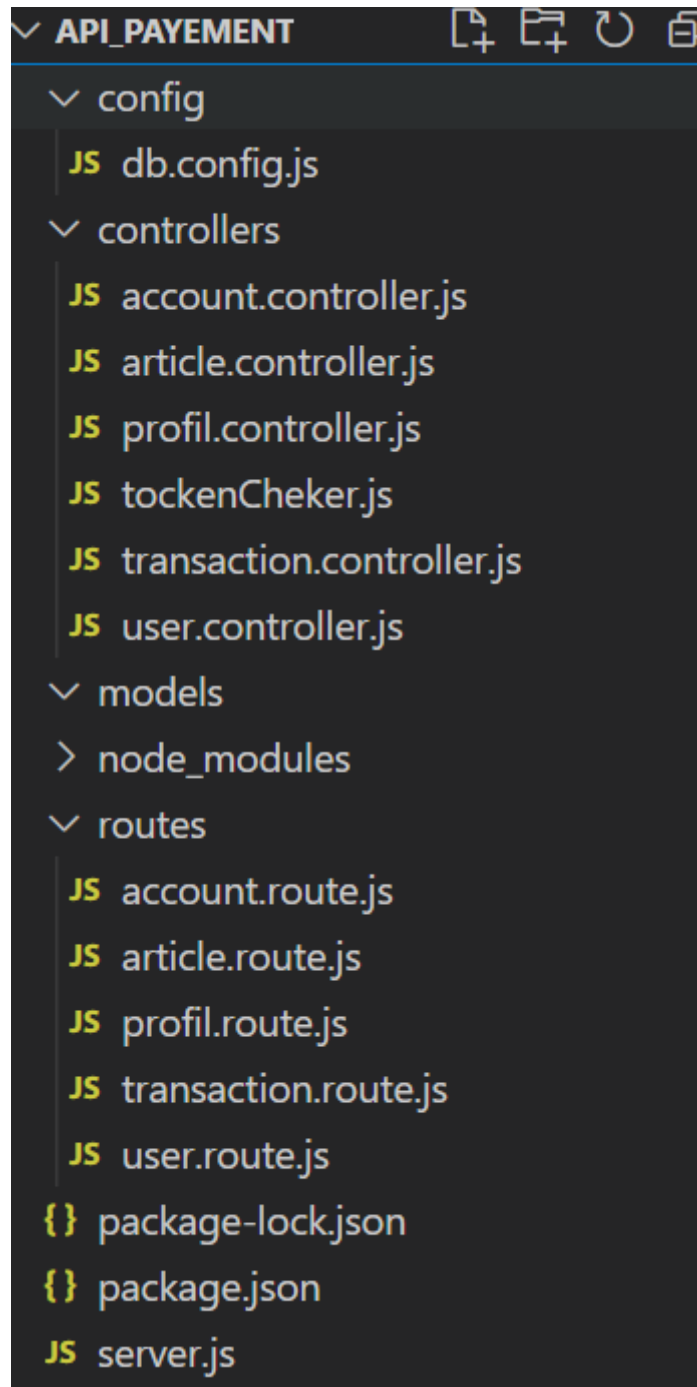 API_PAYEMENT
config
JS db.config.js
controllers
JS account.controller.js
JS article.controller.js
JS profil.controller.js
JS tockenCheker.js
JS transaction.controller.js
JS user.controller.js
models
node_modules
routes
JS account.route.js
JS article.route.js
JS profil.route.js
JS transaction.route.js
JS user.route.js
{} package-lock.json
{} package.json
JS server.js